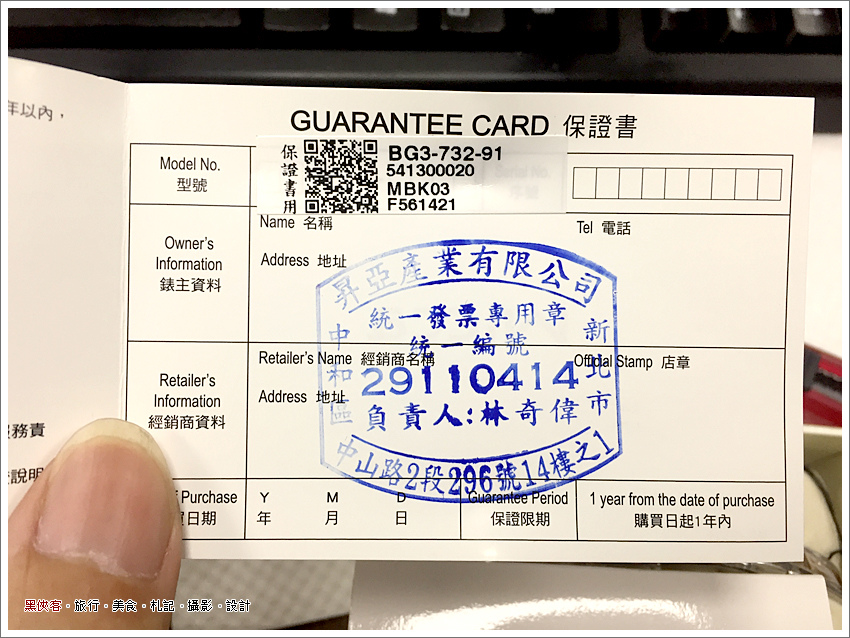 年以內，
GUARANTEE CARD 保證書
保證書用
BG3-732-91
541300020
MBK03
F561421
Model No.
型號
Serial No.
Owner's
Information
錶主資料
Name 名稱
Tel 電話
Address 地址
昇亞產業有限公司
統一發票專用章
統一編號
29110414
負責人:林奇偉
新北市
中和區
中山路2段296號14樓之1
Retailer's
Information
經銷商資料
Retailer's Name 經銷商名稱
Official Stamp 店章
Address 地址
服務責
說明
Purchase
買日期
Y M D
年 月 日
Guarantee Period
保證限期
1 year from the date of purchase
購買日起1年內
黑俠客・旅行・美食・札記・攝影・設計